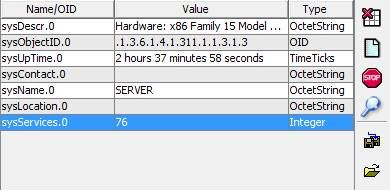 Name/OID Value Type
sysDescr.0 Hardware: x86 Family 15 Model ... OctetString
sysObjectID.0 .1.3.6.1.4.1.311.1.1.3.1.3 OID
sysUpTime.0 2 hours 37 minutes 58 seconds TimeTicks
sysContact.0 OctetString
sysName.0 SERVER OctetString
sysLocation.0 OctetString
sysServices.0 76 Integer
STOP